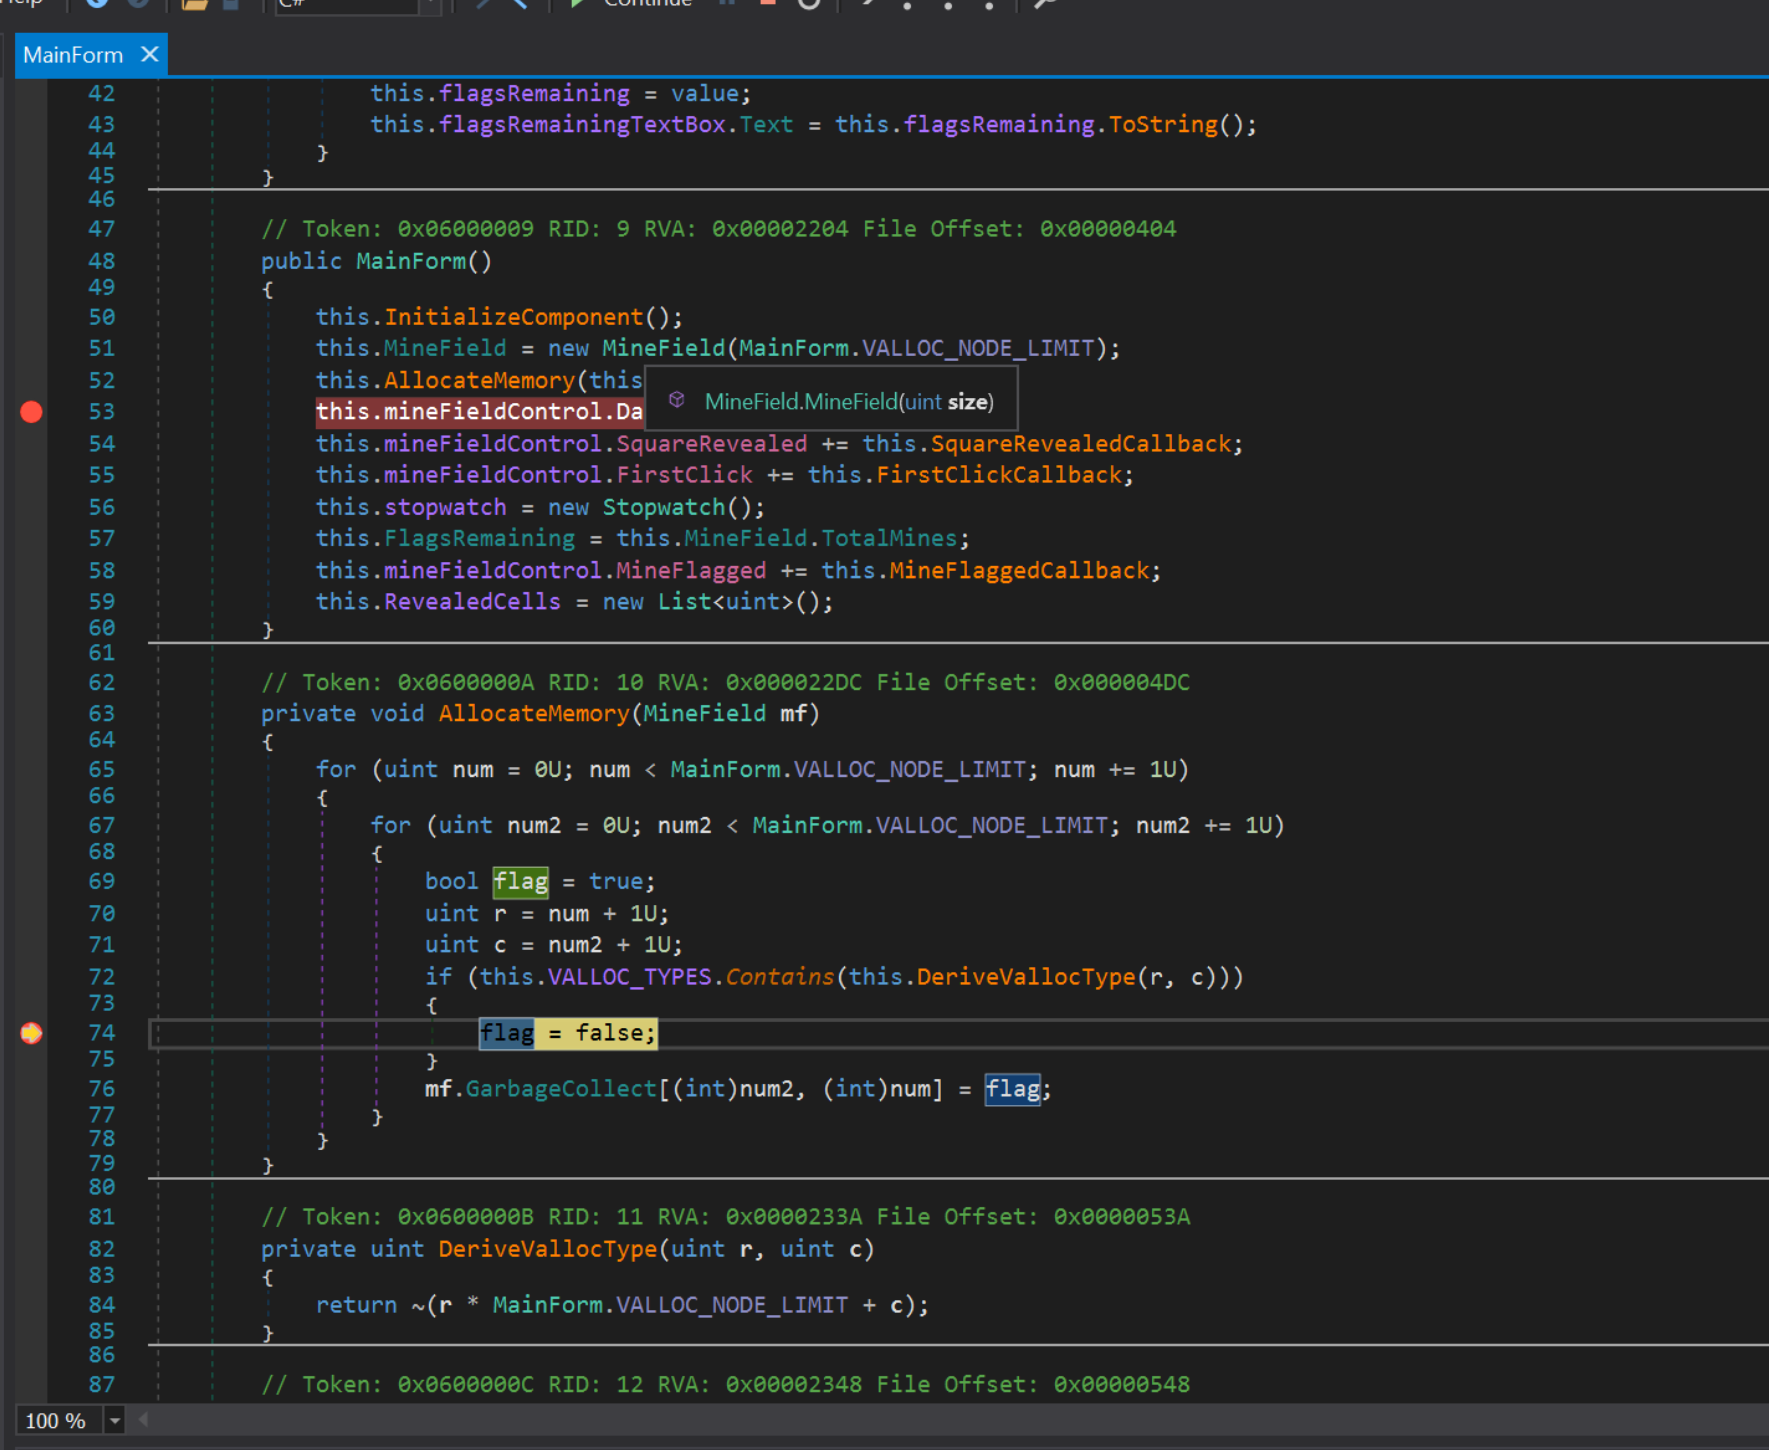 Help
C#
Continue
MainForm
42 this.flagsRemaining = value;
43 this.flagsRemainingTextBox.Text = this.flagsRemaining.ToString();
44 }
45 }
46
47 // Token: 0x06000009 RID: 9 RVA: 0x00002204 File Offset: 0x00000404
48 public MainForm()
49 {
50 this.InitializeComponent();
51 this.MineField = new MineField(MainForm.VALLOC_NODE_LIMIT);
52 this.AllocateMemory(this
MineField.MineField(uint size)
53 this.mineFieldControl.Da
54 this.mineFieldControl.SquareRevealed += this.SquareRevealedCallback;
55 this.mineFieldControl.FirstClick += this.FirstClickCallback;
56 this.stopwatch = new Stopwatch();
57 this.FlagsRemaining = this.MineField.TotalMines;
58 this.mineFieldControl.MineFlagged += this.MineFlaggedCallback;
59 this.RevealedCells = new List<uint>();
60 }
61
62 // Token: 0x0600000A RID: 10 RVA: 0x000022DC File Offset: 0x000004DC
63 private void AllocateMemory(MineField mf)
64 {
65 for (uint num = 0U; num < MainForm.VALLOC_NODE_LIMIT; num += 1U)
66 {
67 for (uint num2 = 0U; num2 < MainForm.VALLOC_NODE_LIMIT; num2 += 1U)
68 {
69 bool flag = true;
70 uint r = num + 1U;
71 uint c = num2 + 1U;
72 if (this.VALLOC_TYPES.Contains(this.DeriveVallocType(r, c)))
73 {
74 flag = false;
75 }
76 mf.GarbageCollect[(int)num2, (int)num] = flag;
77 }
78 }
79 }
80
81 // Token: 0x0600000B RID: 11 RVA: 0x0000233A File Offset: 0x0000053A
82 private uint DeriveVallocType(uint r, uint c)
83 {
84 return ~(r * MainForm.VALLOC_NODE_LIMIT + c);
85 }
86
87 // Token: 0x0600000C RID: 12 RVA: 0x00002348 File Offset: 0x00000548
100 %